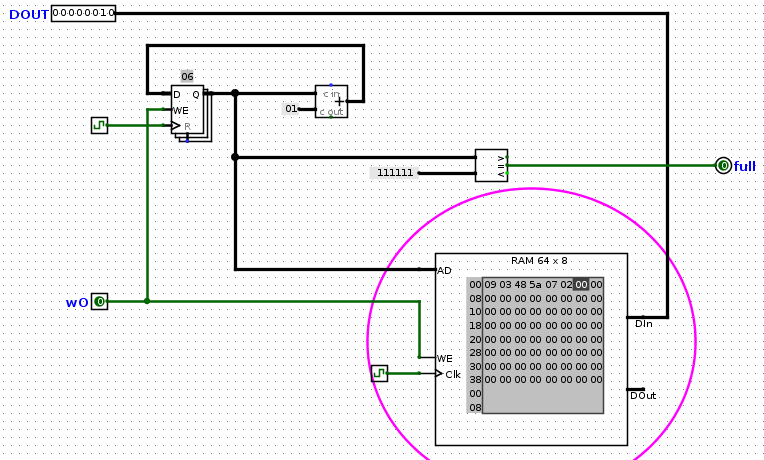 DOUT 00000010
06
D Q
WE
R
01
c in
+
c out
>
=
<
111111
full
RAM 64 x 8
AD
00 09 03 48 5a 07 02 00 00
08 00 00 00 00 00 00 00 00
10 00 00 00 00 00 00 00 00
18 00 00 00 00 00 00 00 00
20 00 00 00 00 00 00 00 00
28 00 00 00 00 00 00 00 00
30 00 00 00 00 00 00 00 00
38 00 00 00 00 00 00 00 00
00
08
wO 0
DIn
WE
Clk
DOut